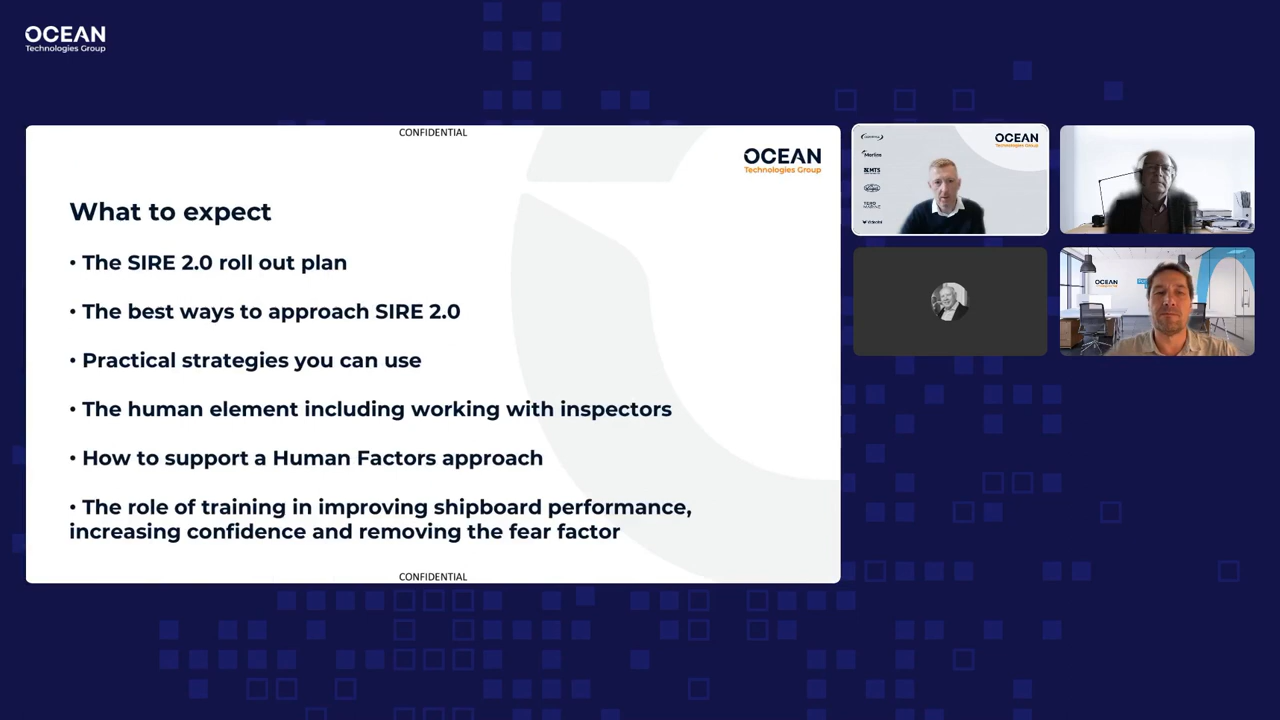 OCEAN
Technologies Group
CONFIDENTIAL
OCEAN
Technologies Group
What to expect
• The SIRE 2.0 roll out plan
• The best ways to approach SIRE 2.0
• Practical strategies you can use
• The human element including working with inspectors
• How to support a Human Factors approach
• The role of training in improving shipboard performance,
increasing confidence and removing the fear factor
CONFIDENTIAL
OCEAN
Technologies Group
Marlins
MTS
OCEAN